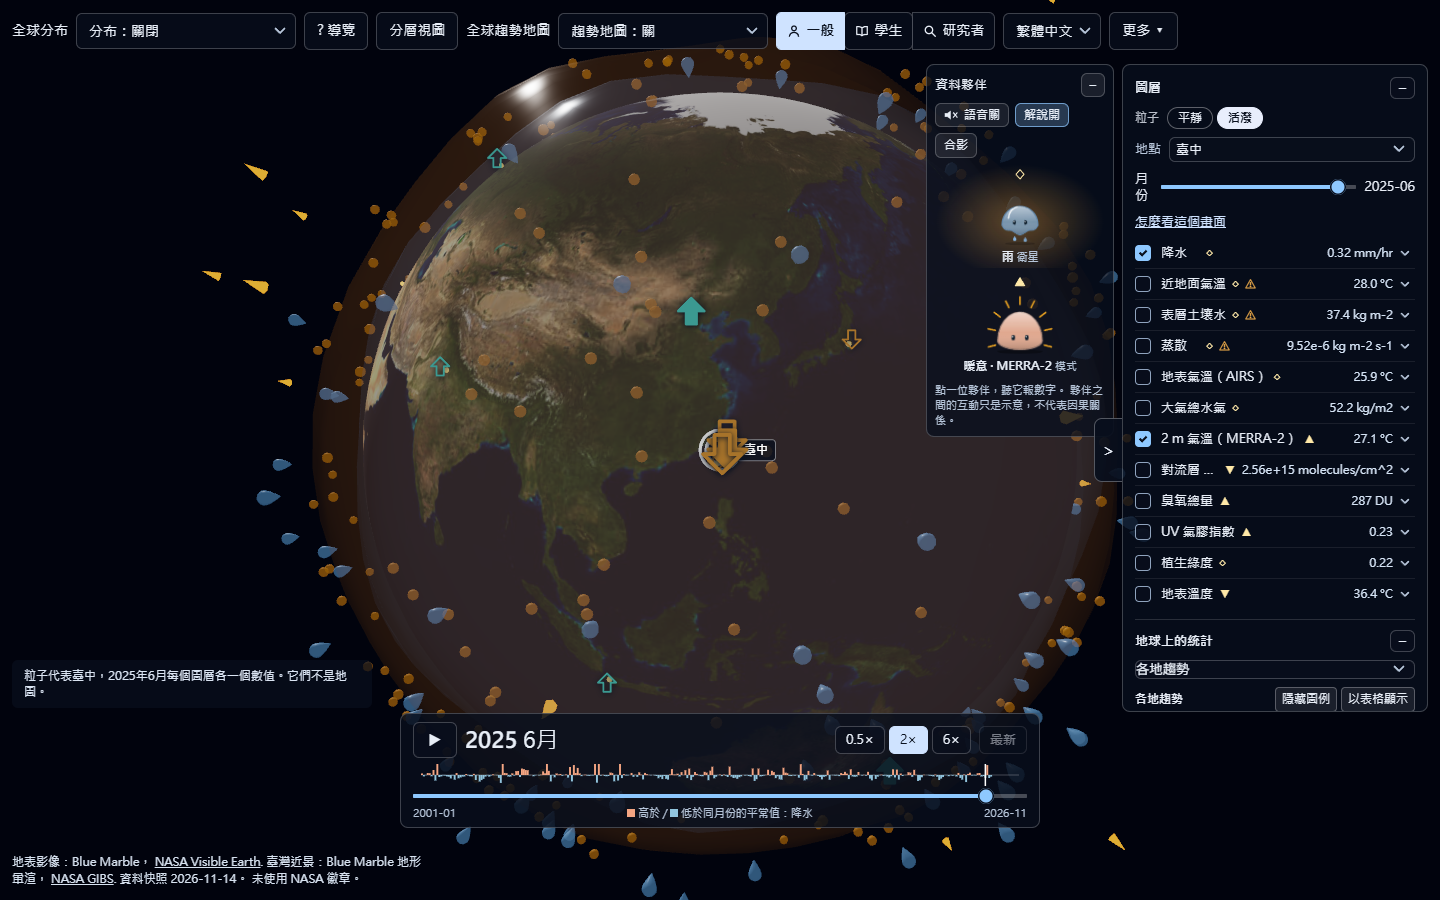 全球分布
分布：關閉
? 導覽
分層視圖
全球趨勢地圖
趨勢地圖：關
一般
學生
研究者
繁體中文
更多
資料夥伴
語音關
解說開
合影
雨 衛星
暖意 · MERRA-2 模式
點一位夥伴，聽它報數字。 夥伴之
間的互動只是示意，不代表因果關
係。
圖層
粒子
平靜
活潑
地點
臺中
月份
2025-06
怎麼看這個畫面
降水 0.32 mm/hr
近地面氣溫 28.0 °C
表層土壤水 37.4 kg m-2
蒸散 9.52e-6 kg m-2 s-1
地表氣溫（AIRS） 25.9 °C
大氣總水氣 52.2 kg/m2
2 m 氣溫（MERRA-2） 27.1 °C
對流層 ... 2.56e+15 molecules/cm^2
臭氧總量 287 DU
UV 氣膠指數 0.23
植生綠度 0.22
地表溫度 36.4 °C
地球上的統計
各地趨勢
各地趨勢
隱藏圖例
以表格顯示
臺中
粒子代表臺中，2025年6月每個圖層各一個數值。它們不是地
圖。
2025 6月
0.5×
2×
6×
最新
2001-01
高於 / 低於同月份的平常值：降水
2026-11
地表影像：Blue Marble， NASA Visible Earth. 臺灣近景：Blue Marble 地形
暈渲， NASA GIBS. 資料快照 2026-11-14。 未使用 NASA 徽章。